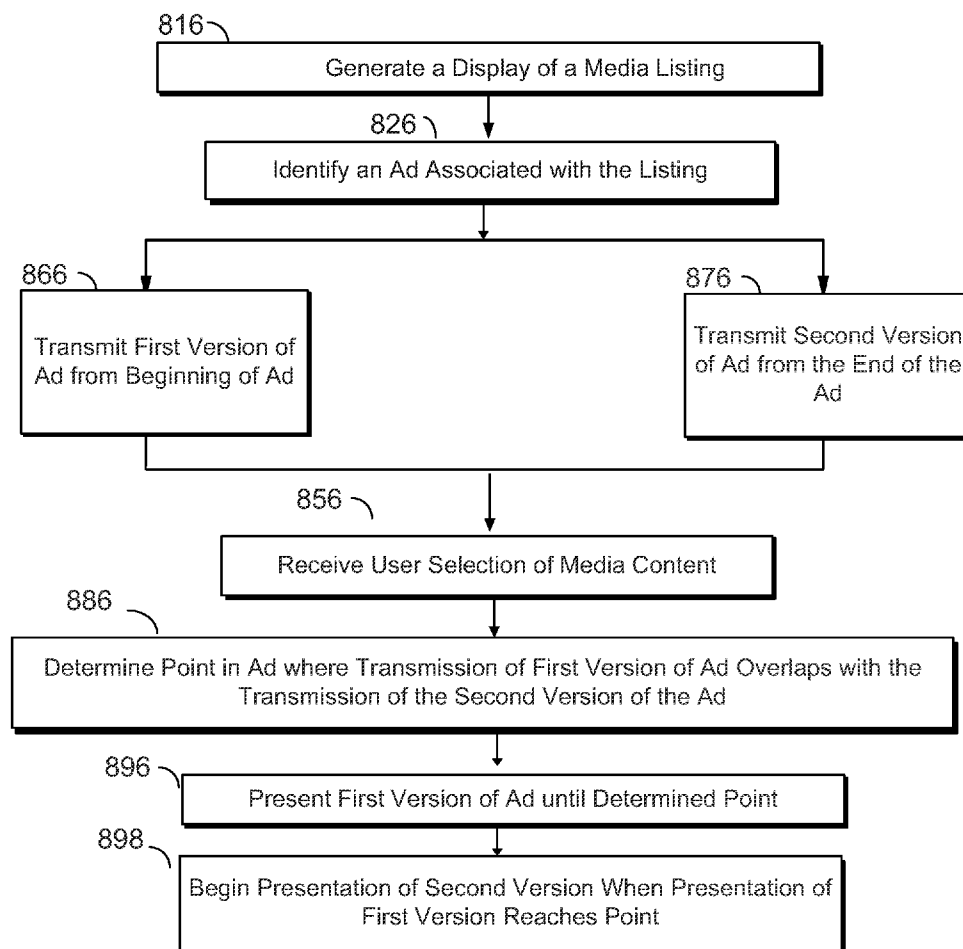 816
Generate a Display of a Media Listing
826
Identify an Ad Associated with the Listing
866
Transmit First Version of
Ad from Beginning of Ad
876
Transmit Second Version
of Ad from the End of the
Ad
856
Receive User Selection of Media Content
886
Determine Point in Ad where Transmission of First Version of Ad Overlaps with the
Transmission of the Second Version of the Ad
896
Present First Version of Ad until Determined Point
898
Begin Presentation of Second Version When Presentation of
First Version Reaches Point